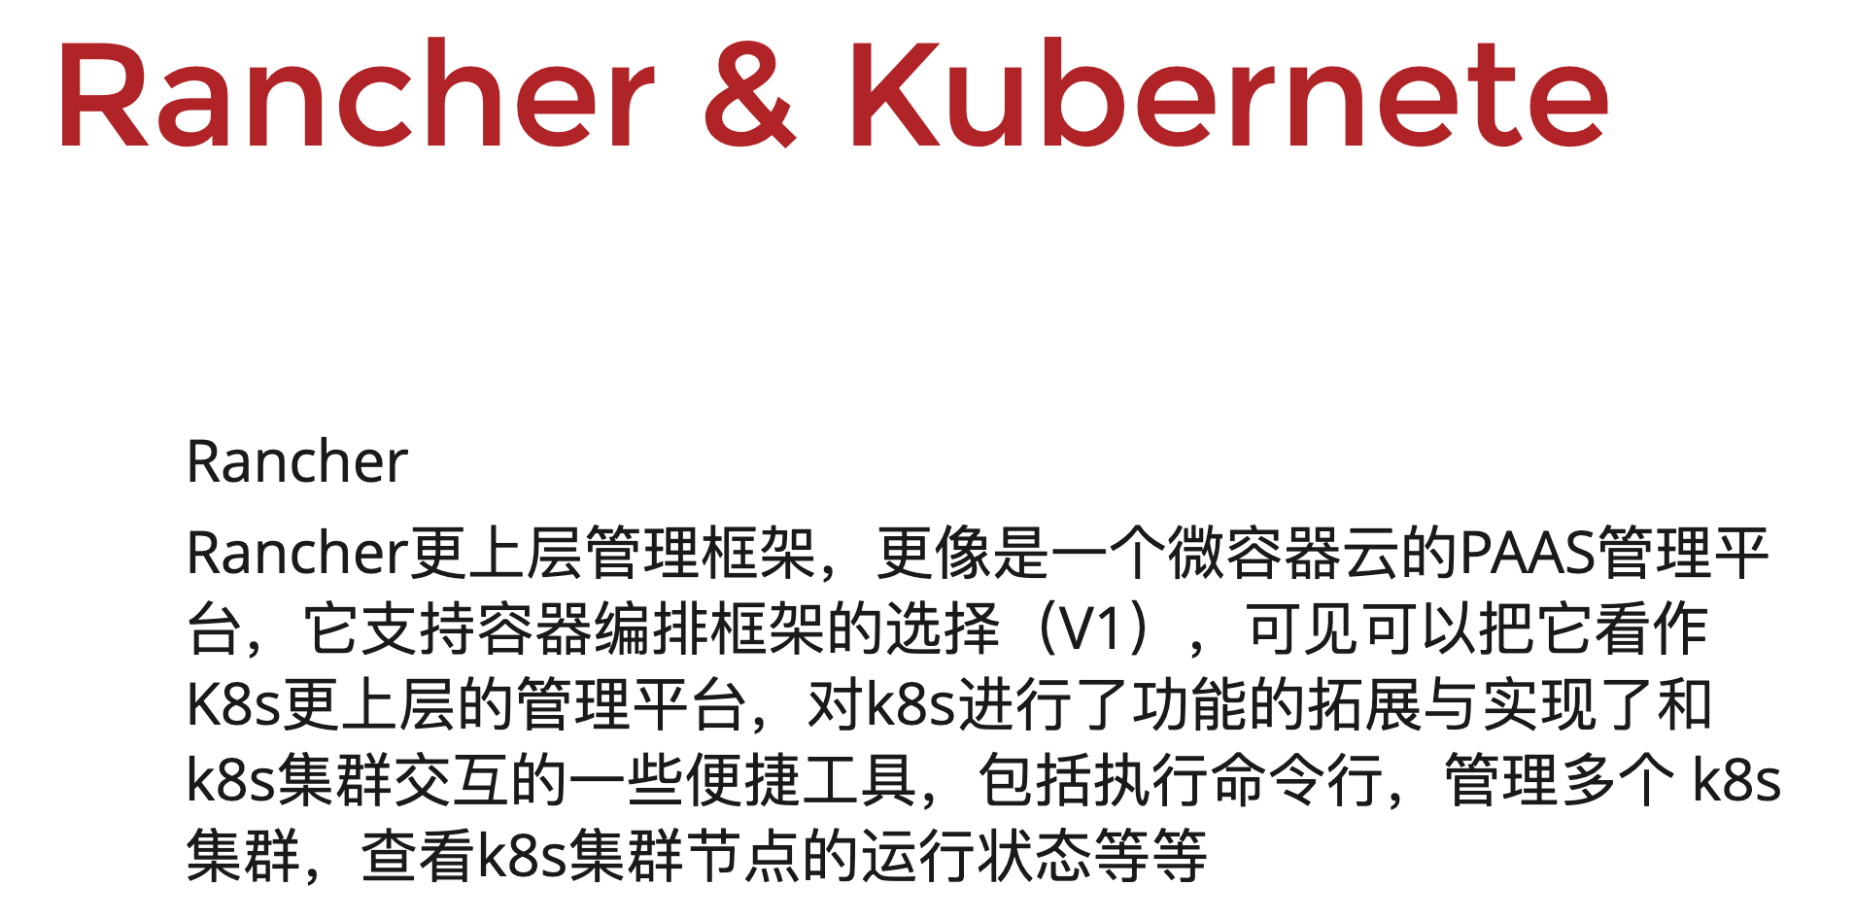 Rancher & Kubernete
Rancher
Rancher更上层管理框架，更像是一个微容器云的PAAS管理平
台，它支持容器编排框架的选择（V1），可见可以把它看作
K8s更上层的管理平台，对k8s进行了功能的拓展与实现了和
k8s集群交互的一些便捷工具，包括执行命令行，管理多个 k8s
集群，查看k8s集群节点的运行状态等等